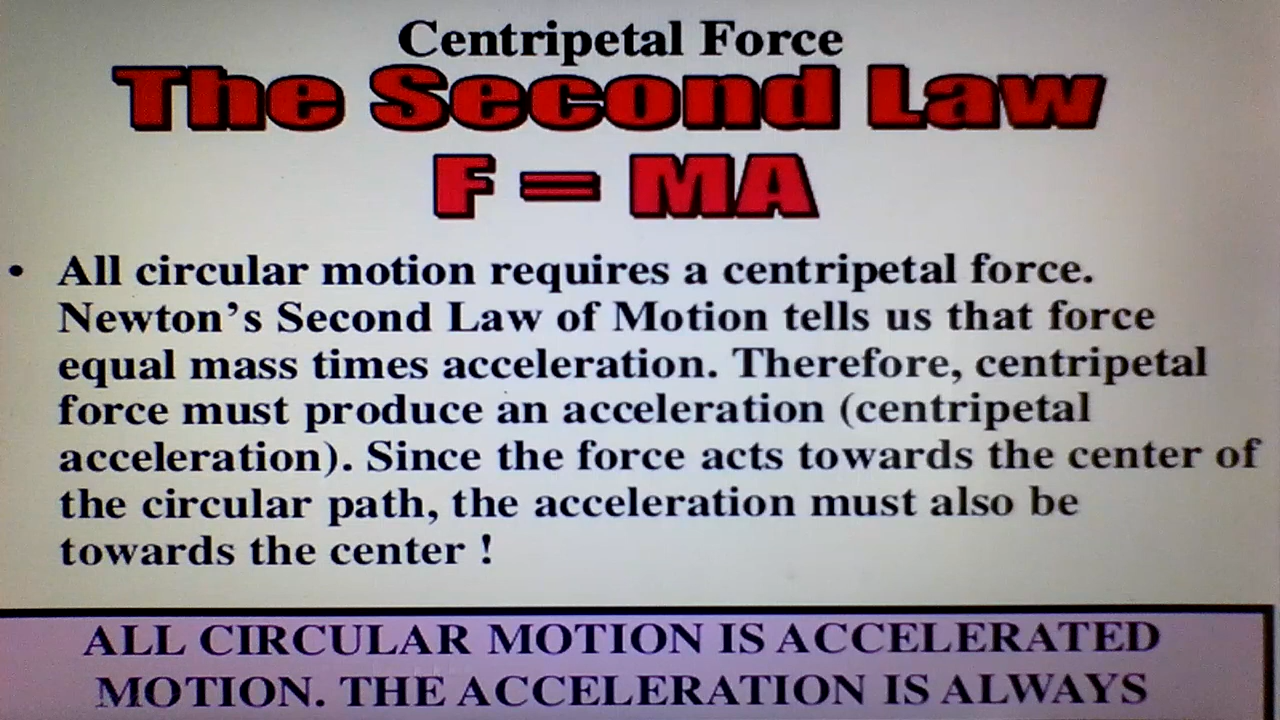 Centripetal Force
The Second Law
F = MA
• All circular motion requires a centripetal force.
Newton’s Second Law of Motion tells us that force
equal mass times acceleration. Therefore, centripetal
force must produce an acceleration (centripetal
acceleration). Since the force acts towards the center of
the circular path, the acceleration must also be
towards the center !
ALL CIRCULAR MOTION IS ACCELERATED
MOTION. THE ACCELERATION IS ALWAYS